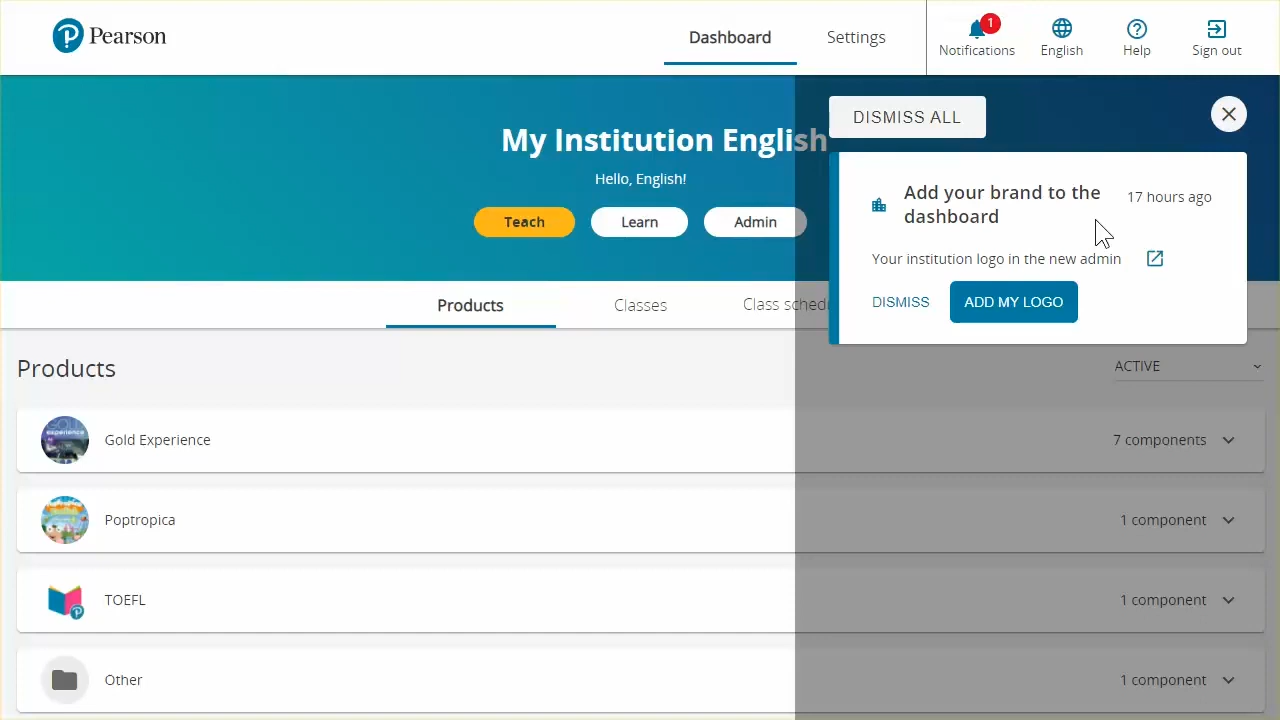 Pearson
Dashboard
Settings
1
Notifications
English
Help
Sign out
DISMISS ALL
My Institution English
Hello, English!
Teach
Learn
Admin
Add your brand to the
dashboard
17 hours ago
Your institution logo in the new admin
DISMISS
ADD MY LOGO
Products
Classes
Class sched
Products
ACTIVE
Gold Experience
7 components
Poptropica
1 component
TOEFL
1 component
Other
1 component